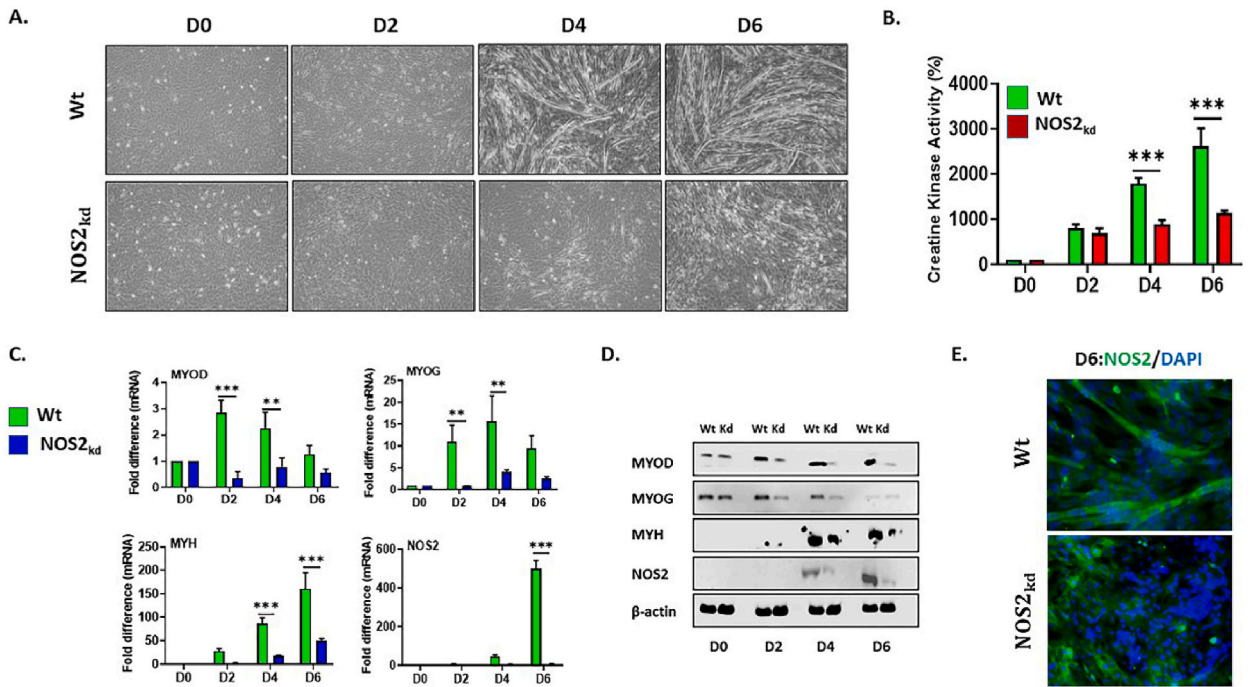 A.
D0 D2 D4 D6
Wt
NOS2kd
B.
Creatine Kinase Activity (%)
4000
3000
2000
1000
0
Wt
NOS2kd
***
***
D0 D2 D4 D6
C.
Wt
NOS2kd
MYOD
Fold difference (mRNA)
4
3
2
1
0
***
**
D0 D2 D4 D6
MYOG
Fold difference (mRNA)
25
20
15
10
5
0
**
**
D0 D2 D4 D6
MYH
Fold difference (mRNA)
250
200
150
100
50
0
***
***
D0 D2 D4 D6
NOS2
Fold difference (mRNA)
600
400
200
0
***
D0 D2 D4 D6
D.
Wt Kd Wt Kd Wt Kd Wt Kd
MYOD
MYOG
MYH
NOS2
β-actin
D0 D2 D4 D6
E.
D6:NOS2/DAPI
Wt
NOS2kd